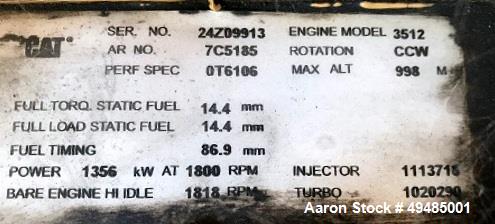 SER. NO. 24Z09913 ENGINE MODEL 3512
"CAT" AR NO. 7C5185 ROTATION CCW
PERF SPEC 0T6106 MAX ALT 998 M
FULL TORQ. STATIC FUEL 14.4 mm
FULL LOAD STATIC FUEL 14.4 mm
FUEL TIMING 86.9 mm
POWER 1356 kW AT 1800 RPM INJECTOR 1113716
BARE ENGINE HI IDLE 1818 RPM TURBO 1020290
Aaron Stock # 49485001